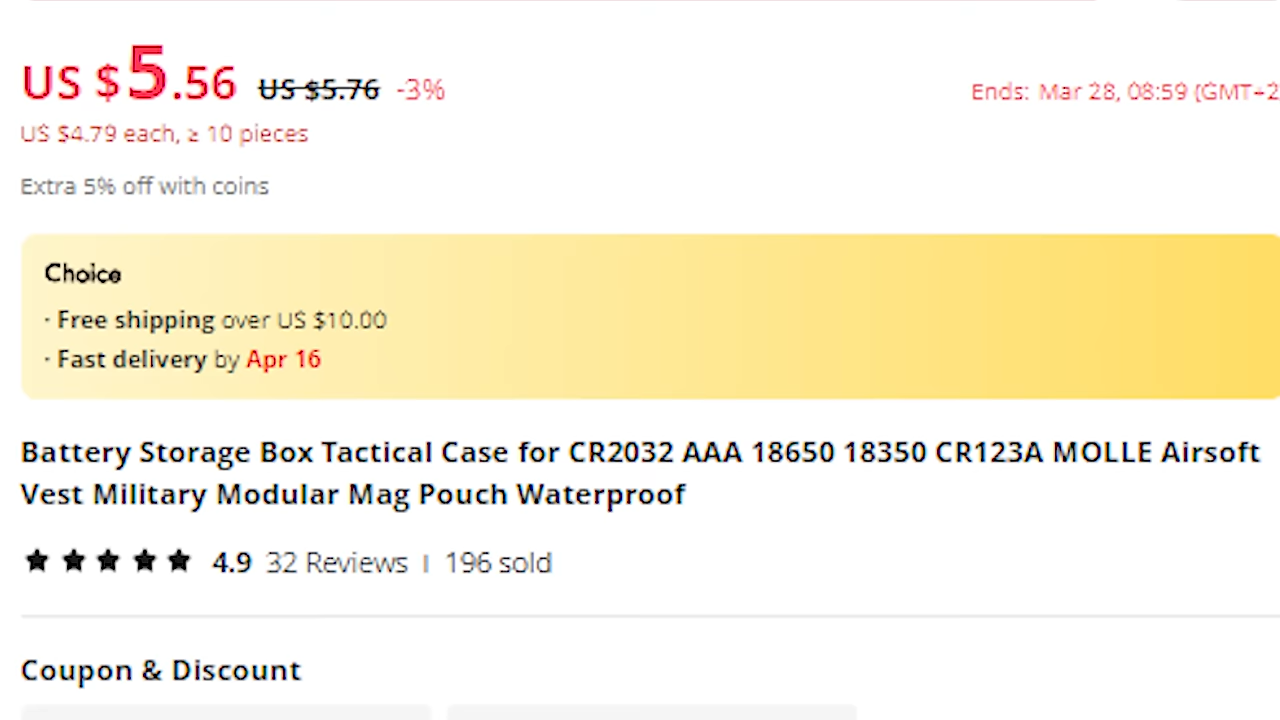 US $5.56 US $5.76 -3% Ends: Mar 28, 08:59 (GMT+2
US $4.79 each, ≥ 10 pieces
Extra 5% off with coins
Choice
· Free shipping over US $10.00
· Fast delivery by Apr 16
Battery Storage Box Tactical Case for CR2032 AAA 18650 18350 CR123A MOLLE Airsoft
Vest Military Modular Mag Pouch Waterproof
4.9 32 Reviews | 196 sold
Coupon & Discount